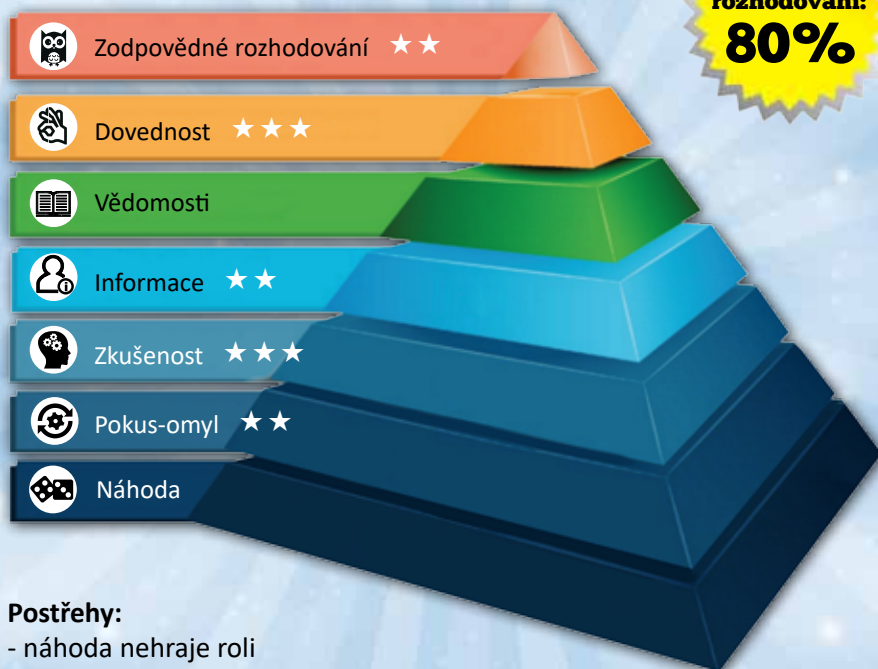 rozhodování:
80%
Zodpovědné rozhodování ★★
Dovednost ★★★
Vědomosti
Informace ★★
Zkušenost ★★★
Pokus-omyl ★★
Náhoda
Postřehy:
- náhoda nehraje roli